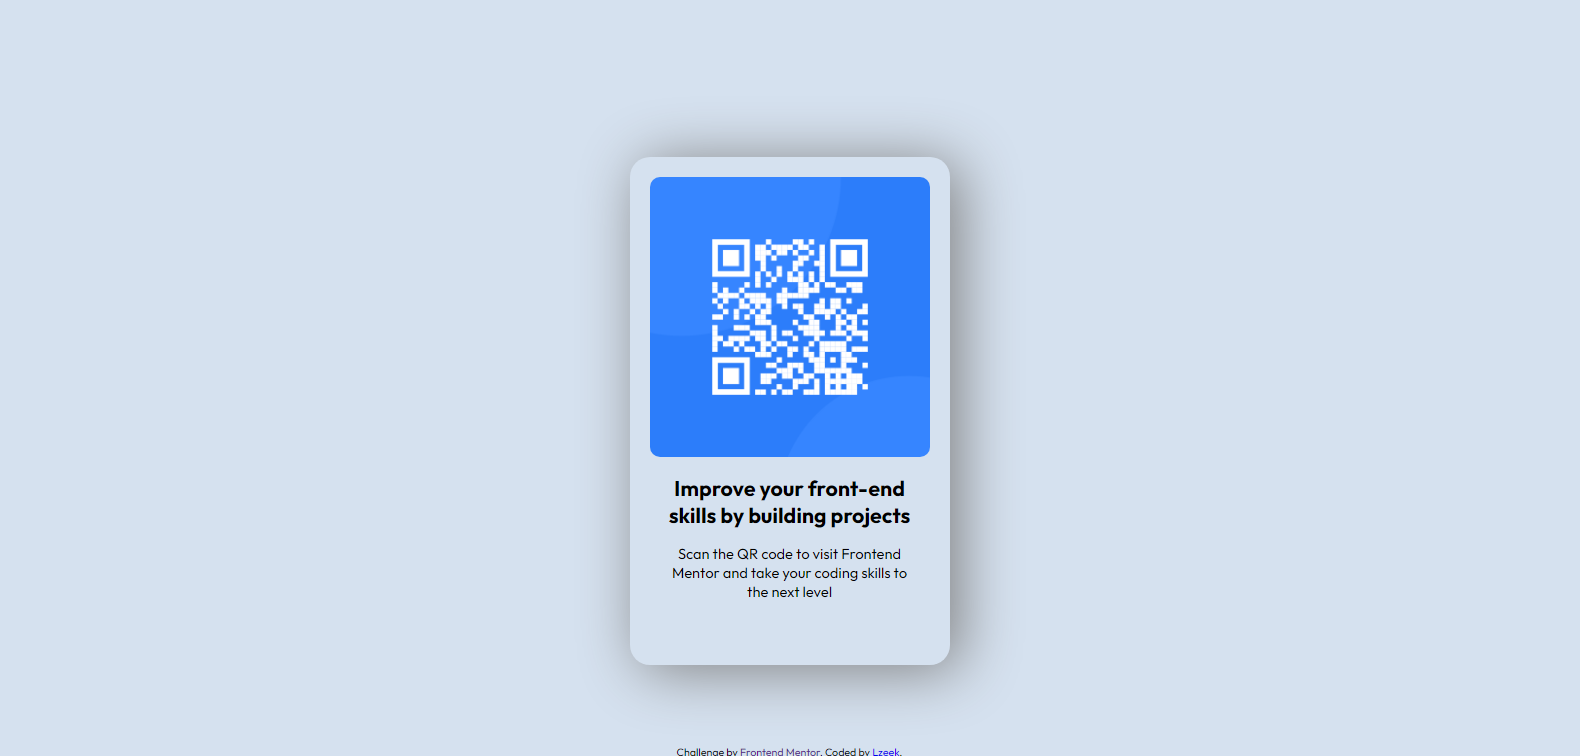 Improve your front-end
skills by building projects
Scan the QR code to visit Frontend
Mentor and take your coding skills to
the next level
Challenge by Frontend Mentor. Coded by Lzeek.